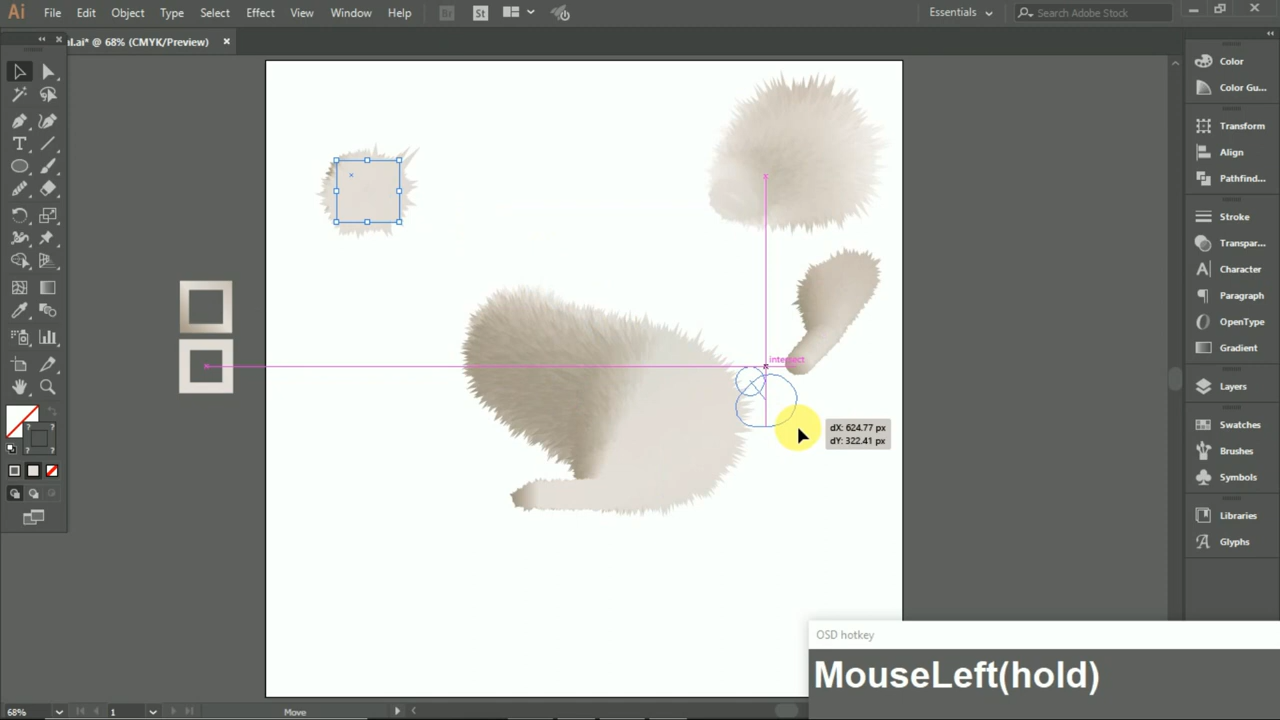 Ai File Edit Object Type Select Effect View Window Help Br St Essentials Search Adobe Stock
al.ai* @ 68% (CMYK/Preview) ×
Color
Color Gu...
Transform
Align
Pathfind...
Stroke
Transpar...
Character
Paragraph
OpenType
Gradient
Layers
Swatches
Brushes
Symbols
Libraries
Glyphs
intersect
dX: 624.77 px
dY: 322.41 px
? ?
? ?
OSD hotkey
MouseLeft(hold)
68% 1 Move